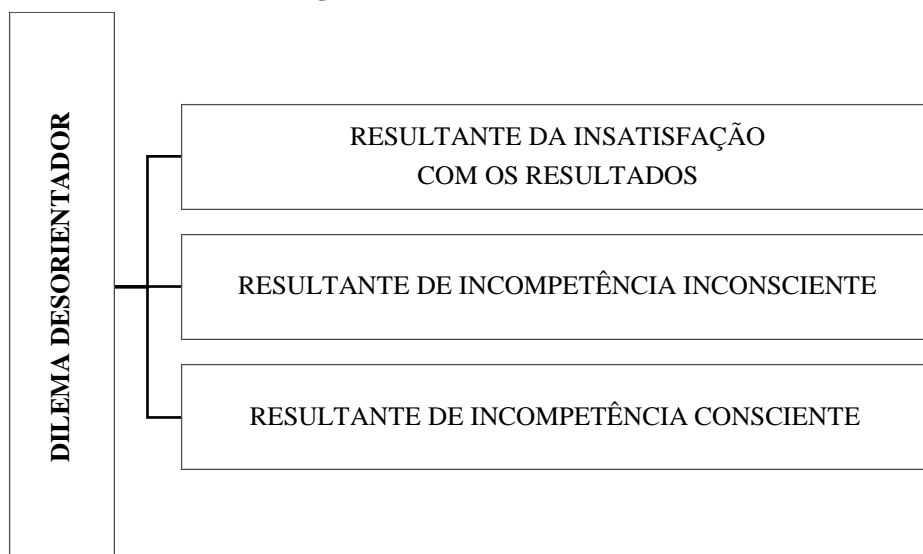 DILEMA DESORIENTADOR
RESULTANTE DA INSATISFAÇÃO
COM OS RESULTADOS
RESULTANTE DE INCOMPETÊNCIA INCONSCIENTE
RESULTANTE DE INCOMPETÊNCIA CONSCIENTE